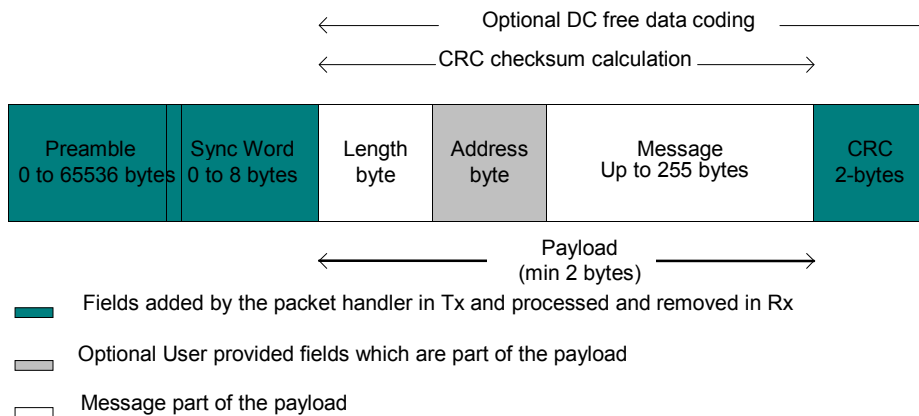 Optional DC free data coding
CRC checksum calculation
Preamble
0 to 65536 bytes
Sync Word
0 to 8 bytes
Length
byte
Address
byte
Message
Up to 255 bytes
CRC
2-bytes
Payload
(min 2 bytes)
Fields added by the packet handler in Tx and processed and removed in Rx
Optional User provided fields which are part of the payload
Message part of the payload